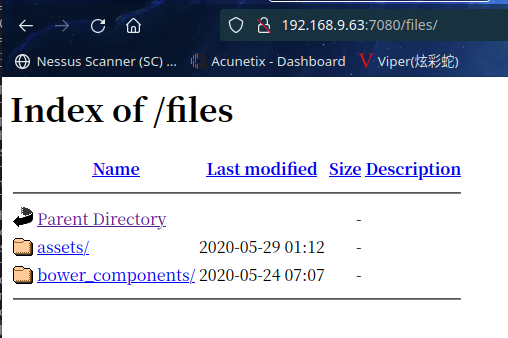 192.168.9.63:7080/files/
Nessus Scanner (SC) ... Acunetix - Dashboard Viper(炫彩蛇)
Index of /files
Name Last modified Size Description
Parent Directory -
assets/ 2020-05-29 01:12 -
bower_components/ 2020-05-24 07:07 -